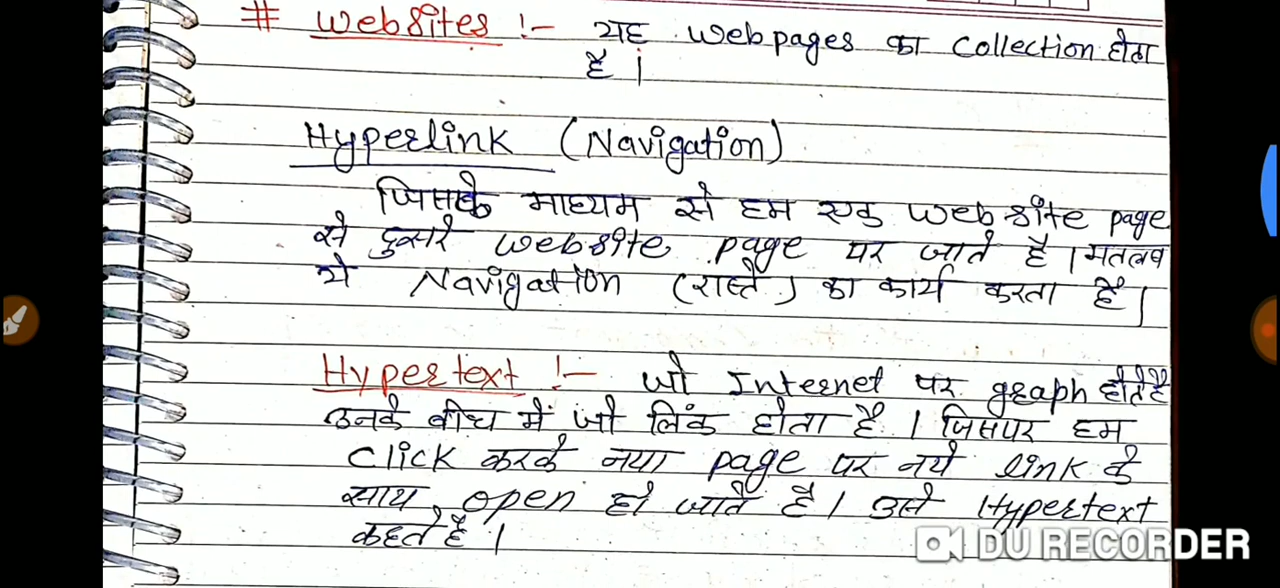 # Websites :- यह webpages का collection होता
है ।
Hyperlink (Navigation)
जिसके माध्यम से हम एक website page
से दुसरे website page पर जाते है । मतलब
ये Navigation (रास्ते) का कार्य करता है ।
Hypertext :- जो Internet पर graph होते है
उनके बीच में जो लिंक होता है । जिसपर हम
click करके नया page पर नये link के
साथ open हो जाते है । उसे Hypertext
कहते है ।
DU RECORDER